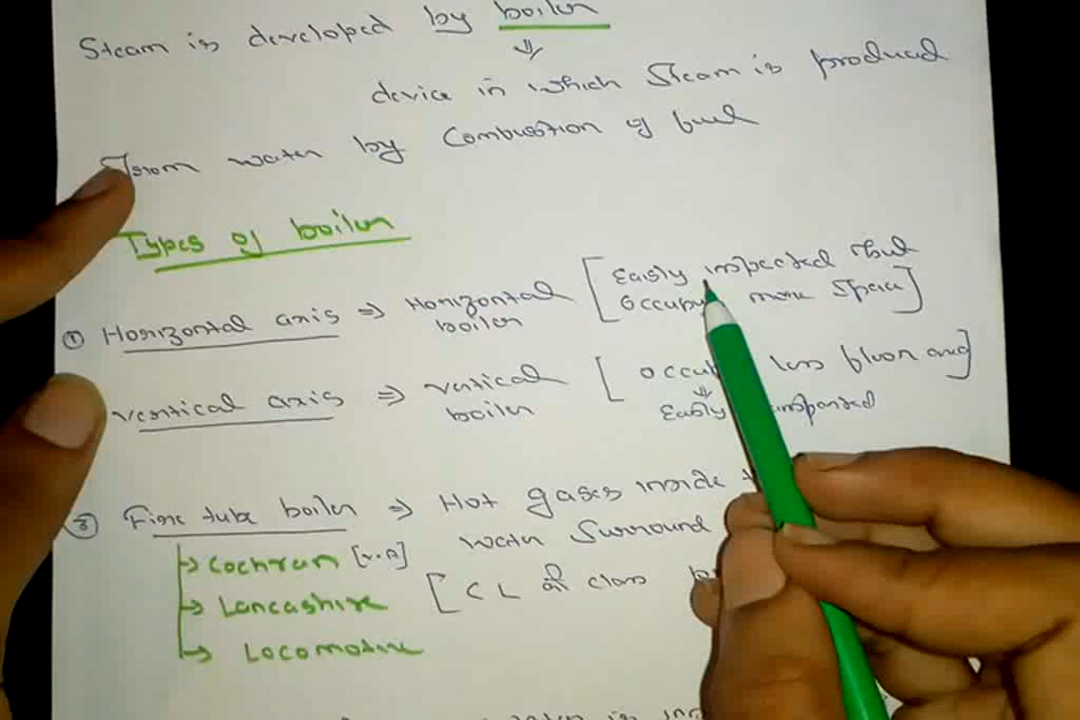 Steam is developed by boiler
⇓
device in which Steam is produced
From water by Combustion of fuel
Types of boiler
① Horizontal axis ⇒ Horizontal boiler [Easily inspected but Occupy more Space]
Vertical axis ⇒ vertical boiler [occupy less floor area]
⇓
Easily
③ Fire tube boiler ⇒ Hot gases inside
water Surround
→ Cochran [V.A]
→ Lancashire [C L की class
→ Locomotive